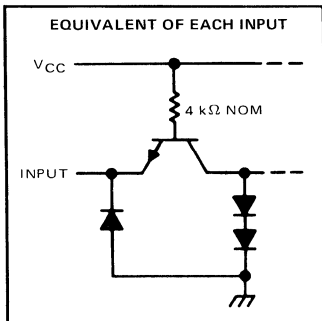 EQUIVALENT OF EACH INPUT
VCC
4 kΩ NOM
INPUT